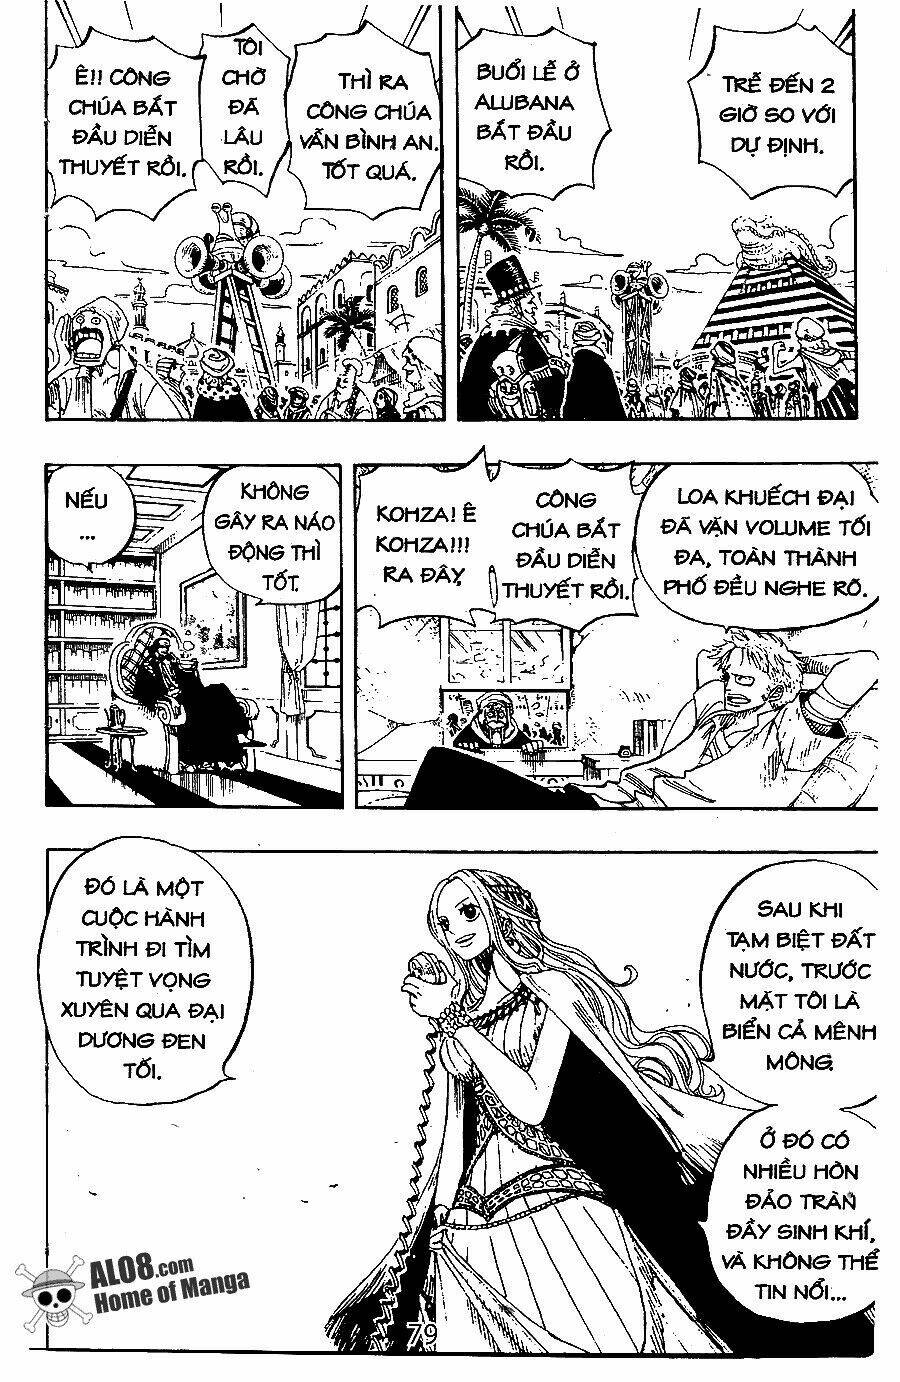 TRỄ ĐẾN 2
GIỜ SO VỚI
DỰ ĐỊNH.
BUỔI LỄ Ở
ALUBANA
BẮT ĐẦU
RỒI.
THÌ RA
CÔNG CHÚA
VẪN BÌNH AN.
TỐT QUÁ.
TÔI
CHỜ
ĐÃ
LÂU
RỒI.
Ê!! CÔNG
CHÚA BẮT
ĐẦU DIỄN
THUYẾT RỒI.
LOA KHUẾCH ĐẠI
ĐÃ VẶN VOLUME TỐI
ĐA, TOÀN THÀNH
PHỐ ĐỀU NGHE RÕ.
CÔNG
CHÚA BẮT
ĐẦU DIỄN
THUYẾT RỒI.
KOHZA! Ê
KOHZA!!!
RA ĐÂY.
KHÔNG
GÂY RA NÁO
ĐỘNG THÌ
TỐT.
NẾU
...
SAU KHI
TẠM BIỆT ĐẤT
NƯỚC, TRƯỚC
MẶT TÔI LÀ
BIỂN CẢ MÊNH
MÔNG.
Ở ĐÓ CÓ
NHIỀU HÒN
ĐẢO TRÀN
ĐẦY SINH KHÍ,
VÀ KHÔNG THỂ
TIN NỔI...
ĐÓ LÀ MỘT
CUỘC HÀNH
TRÌNH ĐI TÌM
TUYỆT VỌNG
XUYÊN QUA ĐẠI
DƯƠNG ĐEN
TỐI.
AL08.com
Home of Manga
79